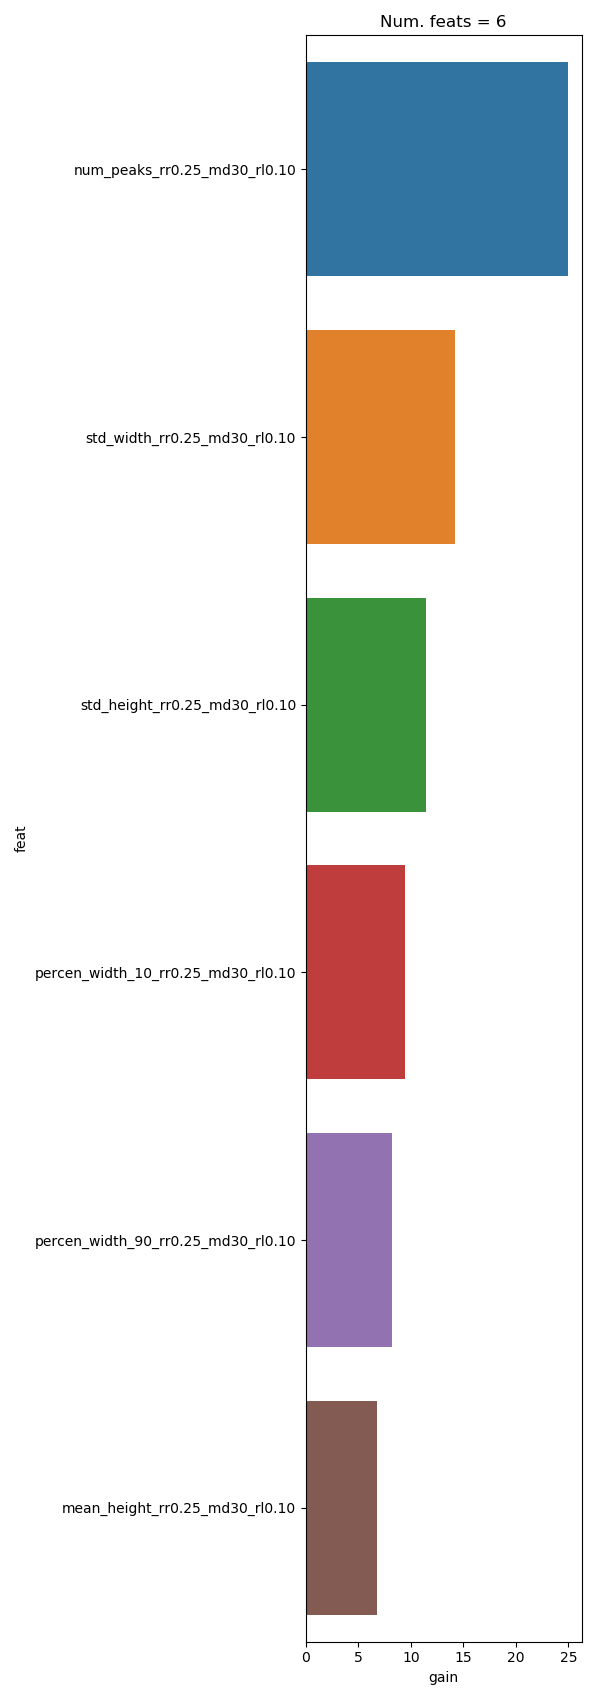 Num. feats = 6
num_peaks_rr0.25_md30_rl0.10
std_width_rr0.25_md30_rl0.10
std_height_rr0.25_md30_rl0.10
feat
percen_width_10_rr0.25_md30_rl0.10
percen_width_90_rr0.25_md30_rl0.10
mean_height_rr0.25_md30_rl0.10
0 5 10 15 20 25
gain